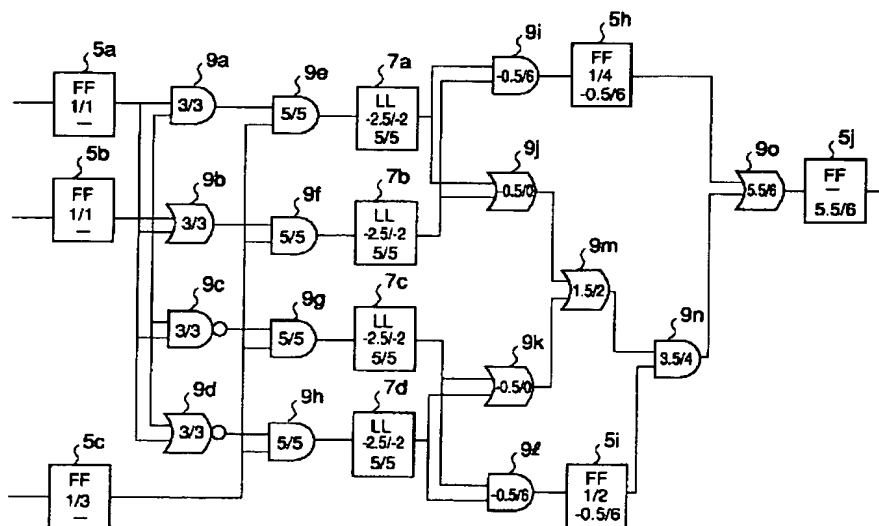 5a
FF
1/1
—
9a
3/3
9e
5/5
7a
LL
-2.5/-2
5/5
9i
-0.5/6
5h
FF
1/4
-0.5/6
5b
FF
1/1
—
9b
3/3
9f
5/5
7b
LL
-2.5/-2
5/5
9j
-0.5/0
9o
5.5/6
5j
FF
—
5.5/6
9m
1.5/2
9c
3/3
9g
5/5
7c
LL
-2.5/-2
5/5
9k
-0.5/0
9n
3.5/4
9d
3/3
9h
5/5
7d
LL
-2.5/-2
5/5
9ℓ
-0.5/6
5i
FF
1/2
-0.5/6
5c
FF
1/3
—